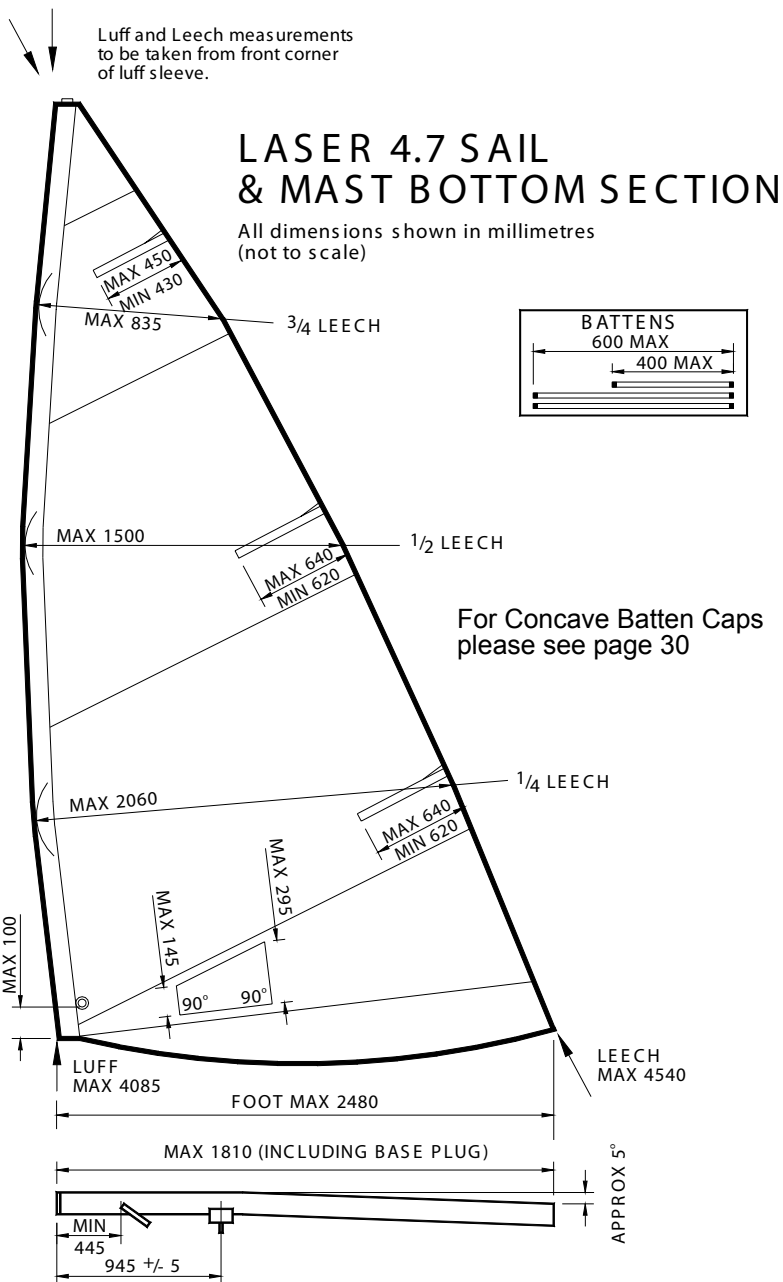 Luff and Leech measurements
to be taken from front corner
of luff sleeve.
LASER 4.7 SAIL
& MAST BOTTOM SECTION
All dimensions shown in millimetres
(not to scale)
MAX 450
MIN 430
MAX 835
3/4 LEECH
BATTENS
600 MAX
400 MAX
MAX 1500
1/2 LEECH
MAX 640
MIN 620
For Concave Batten Caps
please see page 30
1/4 LEECH
MAX 2060
MAX 640
MIN 620
MAX 295
MAX 145
MAX 100
90°
90°
LUFF
MAX 4085
LEECH
MAX 4540
FOOT MAX 2480
MAX 1810 (INCLUDING BASE PLUG)
APPROX 5°
MIN
445
945 +/- 5